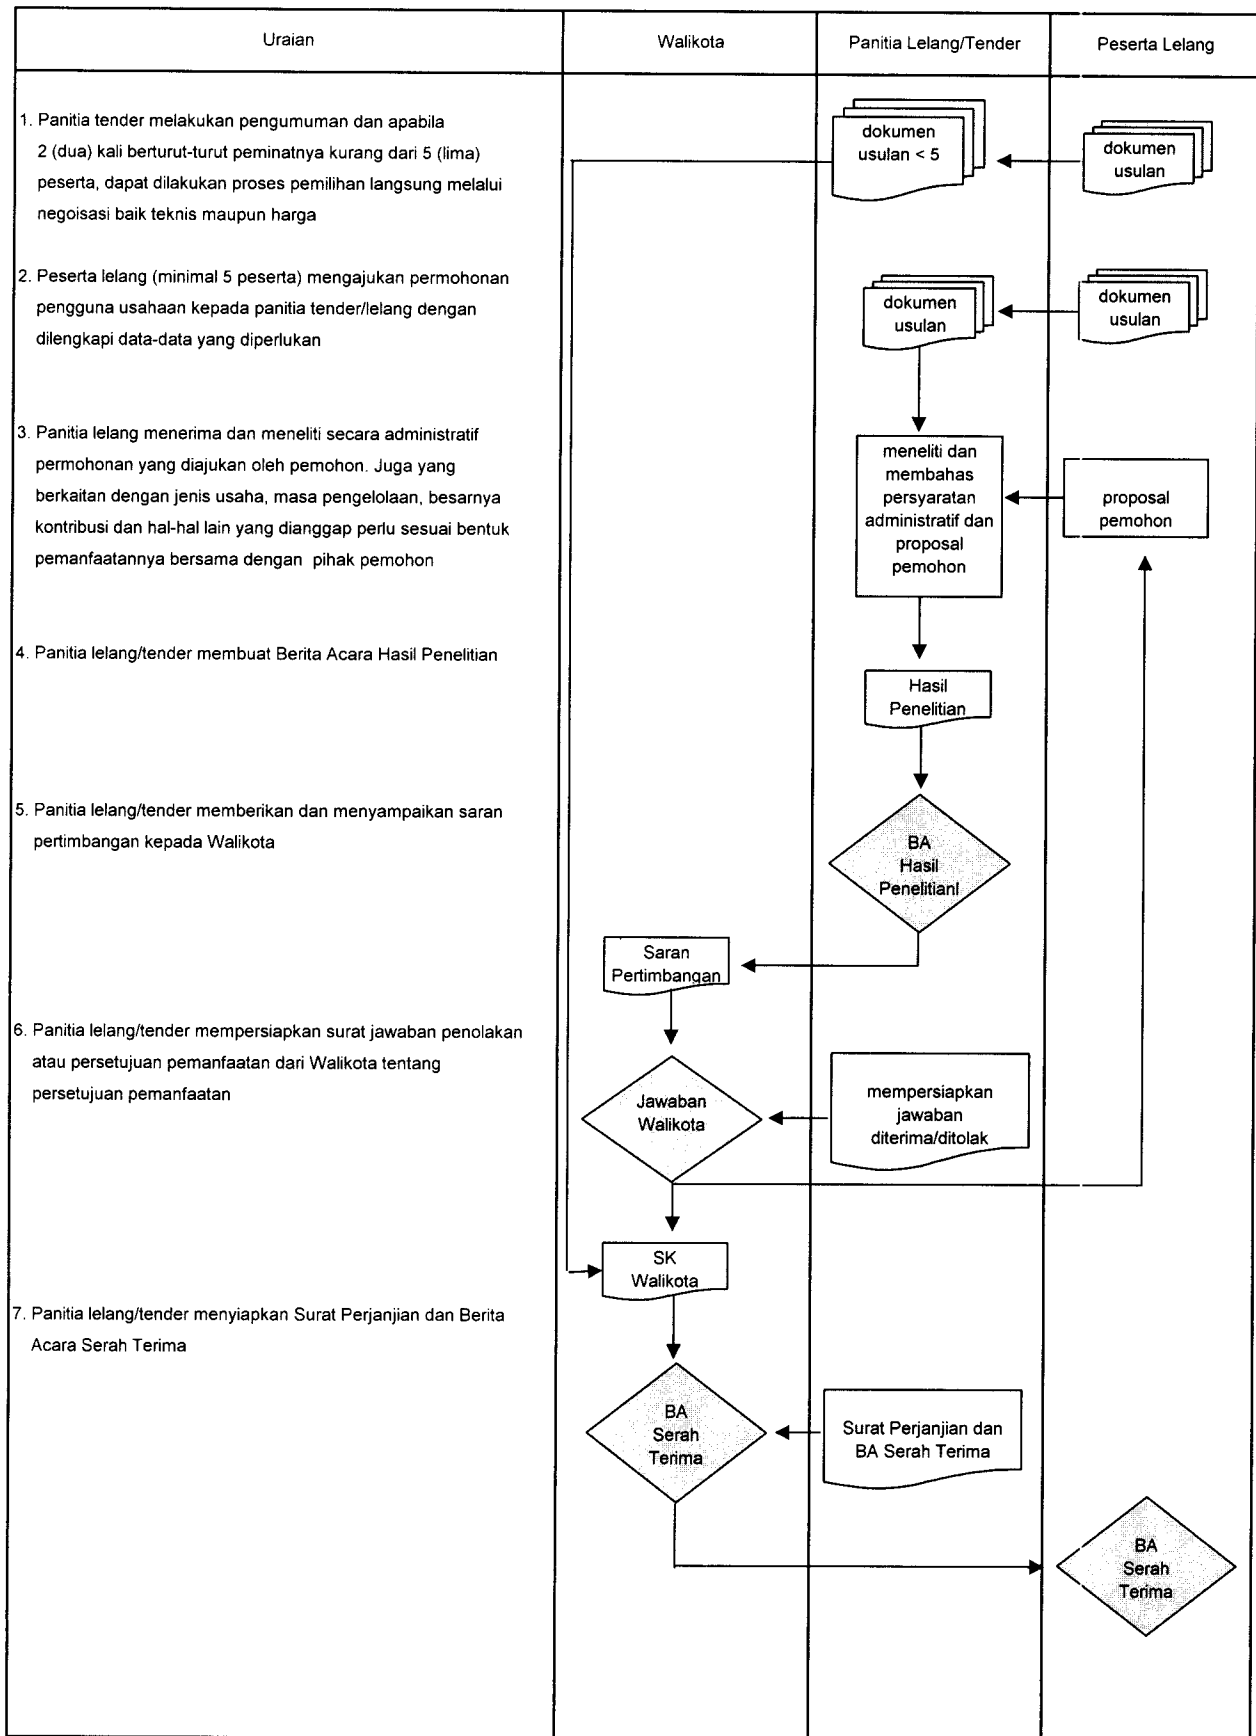 Uraian
Walikota
Panitia Lelang/Tender
Peserta Lelang
1. Panitia tender melakukan pengumuman dan apabila
2 (dua) kali berturut-turut peminatnya kurang dari 5 (lima)
peserta, dapat dilakukan proses pemilihan langsung melalui
negoisasi baik teknis maupun harga
dokumen
usulan < 5
dokumen
usulan
2. Peserta lelang (minimal 5 peserta) mengajukan permohonan
pengguna usahaan kepada panitia tender/lelang dengan
dilengkapi data-data yang diperlukan
dokumen
usulan
dokumen
usulan
3. Panitia lelang menerima dan meneliti secara administratif
permohonan yang diajukan oleh pemohon. Juga yang
berkaitan dengan jenis usaha, masa pengelolaan, besarnya
kontribusi dan hal-hal lain yang dianggap perlu sesuai bentuk
pemanfaatannya bersama dengan pihak pemohon
meneliti dan
membahas
persyaratan
administratif dan
proposal
pemohon
proposal
pemohon
4. Panitia lelang/tender membuat Berita Acara Hasil Penelitian
Hasil
Penelitian
5. Panitia lelang/tender memberikan dan menyampaikan saran
pertimbangan kepada Walikota
BA
Hasil
PenelitianI
Saran
Pertimbangan
6. Panitia lelang/tender mempersiapkan surat jawaban penolakan
atau persetujuan pemanfaatan dari Walikota tentang
persetujuan pemanfaatan
Jawaban
Walikota
mempersiapkan
jawaban
diterima/ditolak
SK
Walikota
7. Panitia lelang/tender menyiapkan Surat Perjanjian dan Berita
Acara Serah Terima
BA
Serah
Terima
Surat Perjanjian dan
BA Serah Terima
BA
Serah
Terima